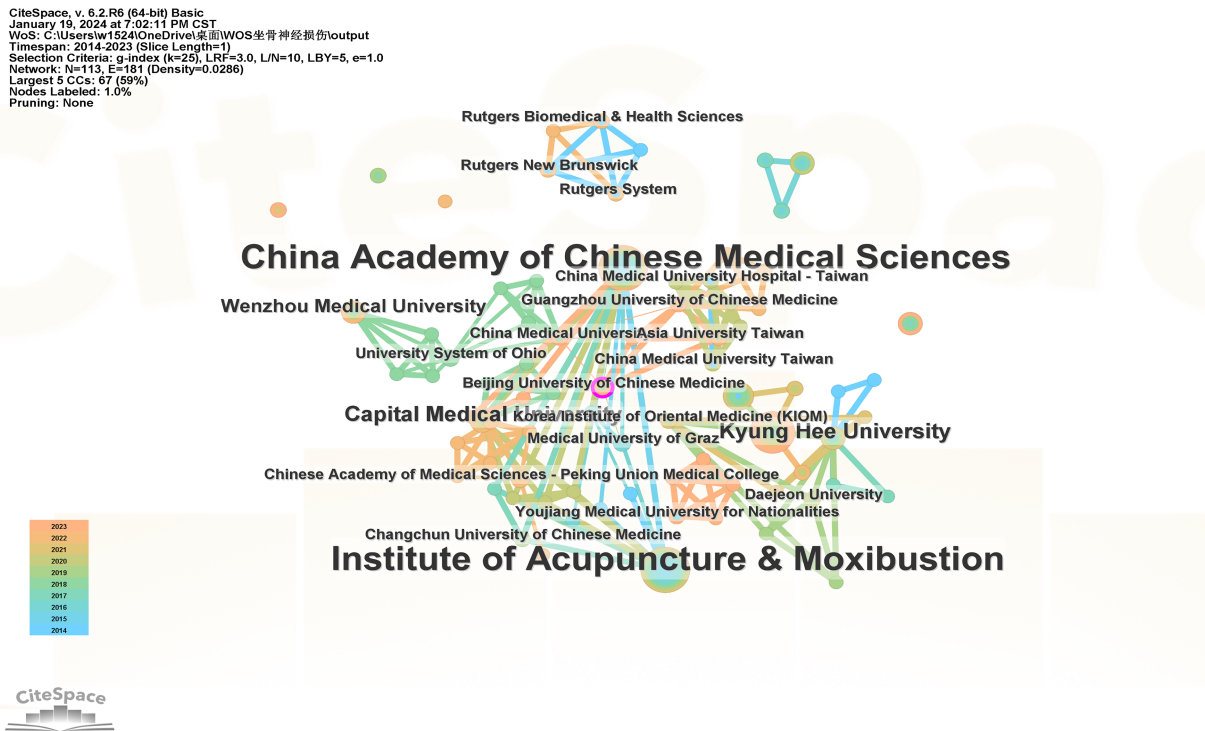 CiteSpace, v. 6.2.R6 (64-bit) Basic
January 19, 2024 at 7:02:11 PM CST
WoS: C:\Users\w1524\OneDrive\桌面\WOS坐骨神经损伤\output
Timespan: 2014-2023 (Slice Length=1)
Selection Criteria: g-index (k=25), LRF=3.0, L/N=10, LBY=5, e=1.0
Network: N=113, E=181 (Density=0.0286)
Largest 5 CCs: 67 (59%)
Nodes Labeled: 1.0%
Pruning: None
CiteSpac
Rutgers Biomedical & Health Sciences
Rutgers New Brunswick
Rutgers System
China Academy of Chinese Medical Sciences
China Medical University Hospital - Taiwan
Guangzhou University of Chinese Medicine
Wenzhou Medical University
China Medical Universi
Asia University Taiwan
University System of Ohio
China Medical University Taiwan
Beijing University of Chinese Medicine
Capital Medical University
Korea Institute of Oriental Medicine (KIOM)
Kyung Hee University
Medical University of Graz
Chinese Academy of Medical Sciences - Peking Union Medical College
Daejeon University
Youjiang Medical University for Nationalities
Changchun University of Chinese Medicine
Institute of Acupuncture & Moxibustion
2023
2022
2021
2020
2019
2018
2017
2016
2015
2014
CiteSpace